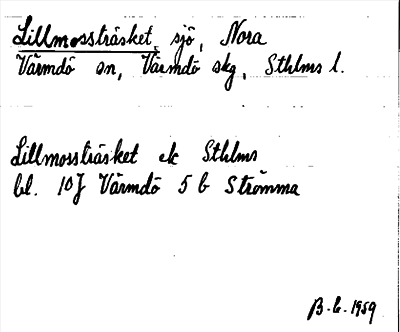 Lillmossträsket, sjö, Nora
Värmdö sn, Värmdö skg, Sthlms l.
Lillmossträsket ek Sthlms
bl. 10J Värmdö 5 b Strömma
B.G. 1959